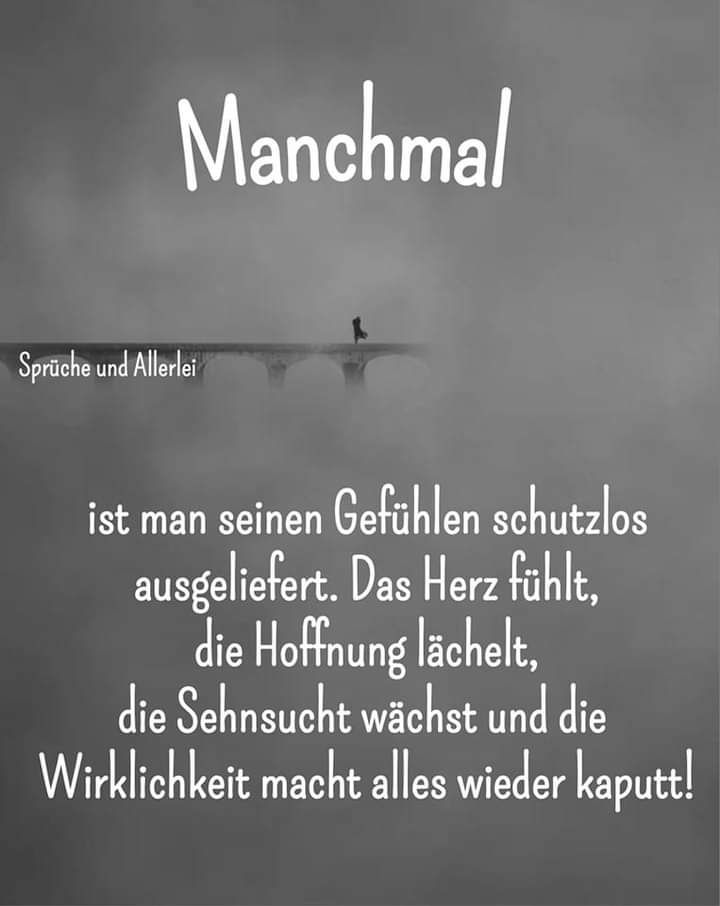 Manchmal
Sprüche und Allerlei
ist man seinen Gefühlen schutzlos
ausgeliefert. Das Herz fühlt,
die Hoffnung lächelt,
die Sehnsucht wächst und die
Wirklichkeit macht alles wieder kaputt!